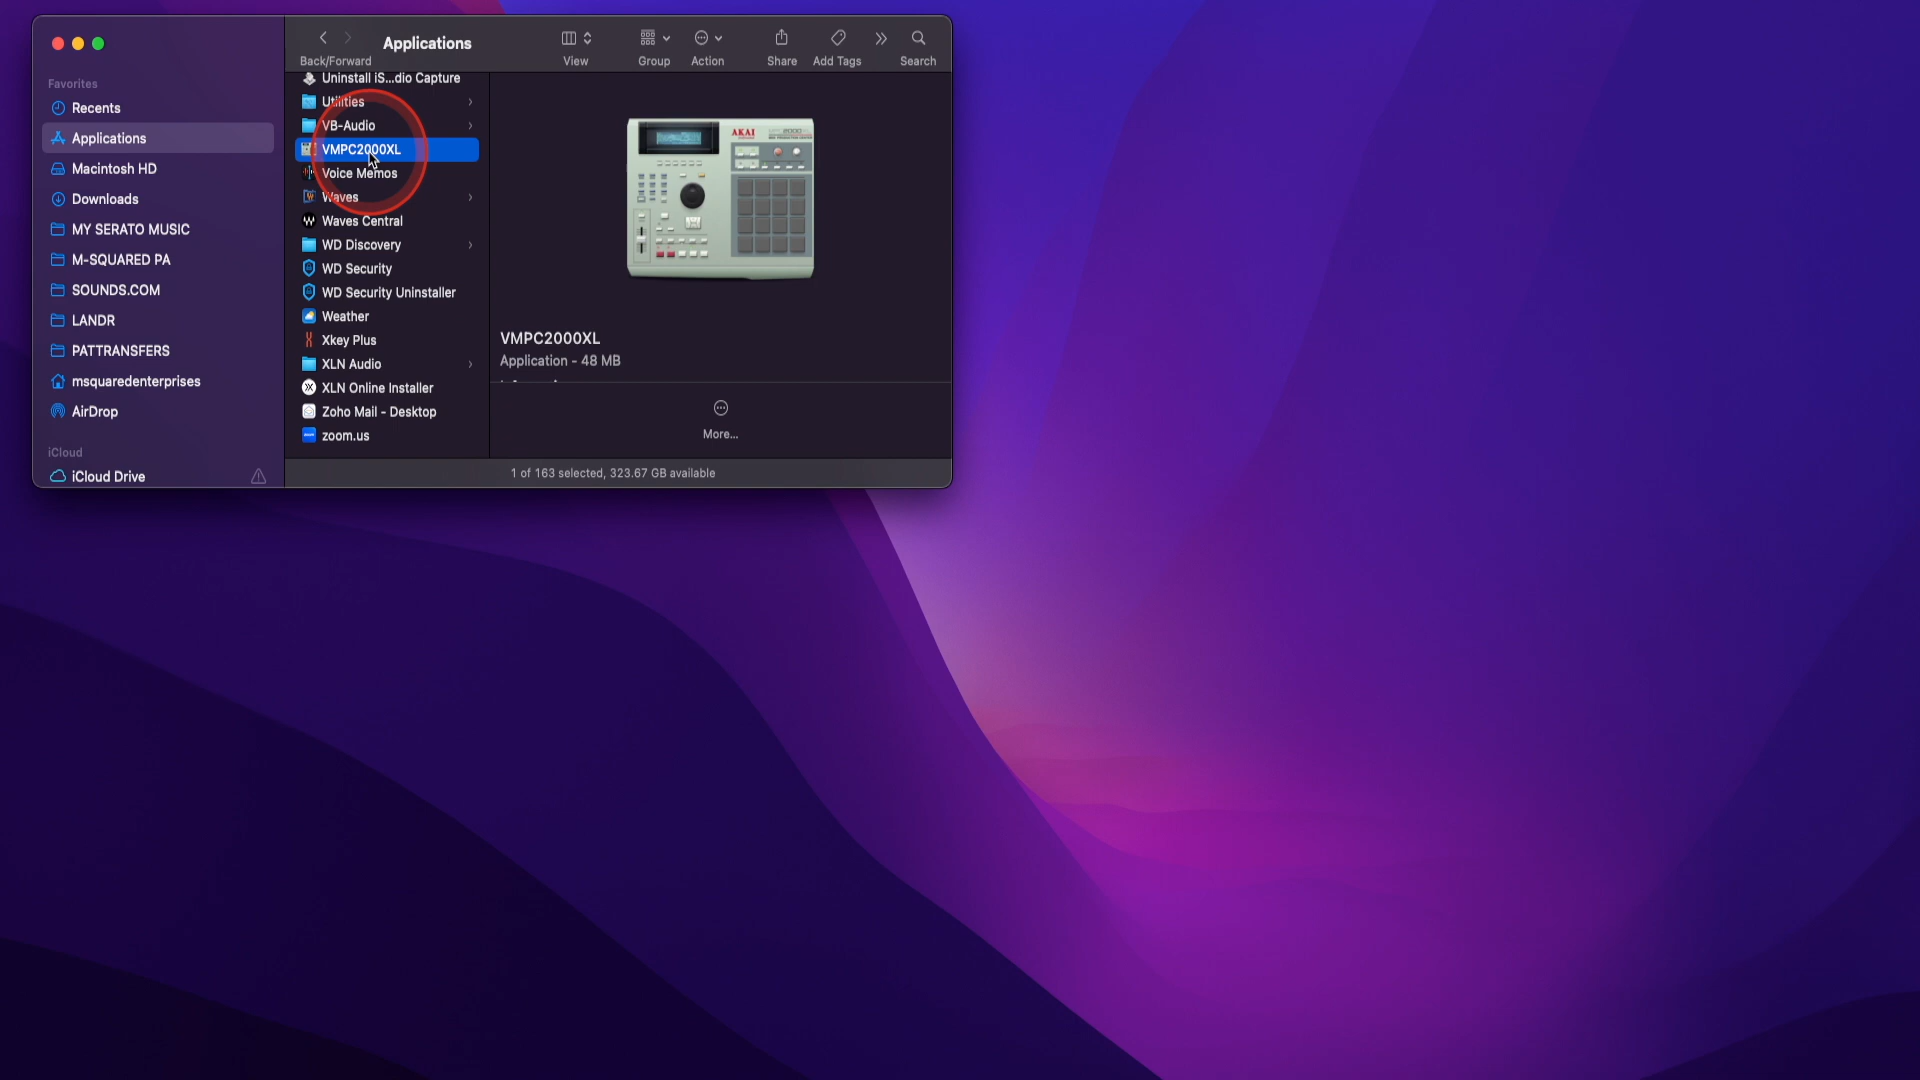 Applications
Back/Forward
View
Group
Action
Share
Add Tags
Search
Favorites
Recents
Applications
Macintosh HD
Downloads
MY SERATO MUSIC
M-SQUARED PA
SOUNDS.COM
LANDR
PATTRANSFERS
msquaredenterprises
AirDrop
iCloud
iCloud Drive
Uninstall iS...dio Capture
Utilities
VB-Audio
VMPC2000XL
Voice Memos
Waves
Waves Central
WD Discovery
WD Security
WD Security Uninstaller
Weather
Xkey Plus
XLN Audio
XLN Online Installer
Zoho Mail - Desktop
zoom.us
AKAI
VMPC2000XL
Application - 48 MB
More...
1 of 163 selected, 323.67 GB available